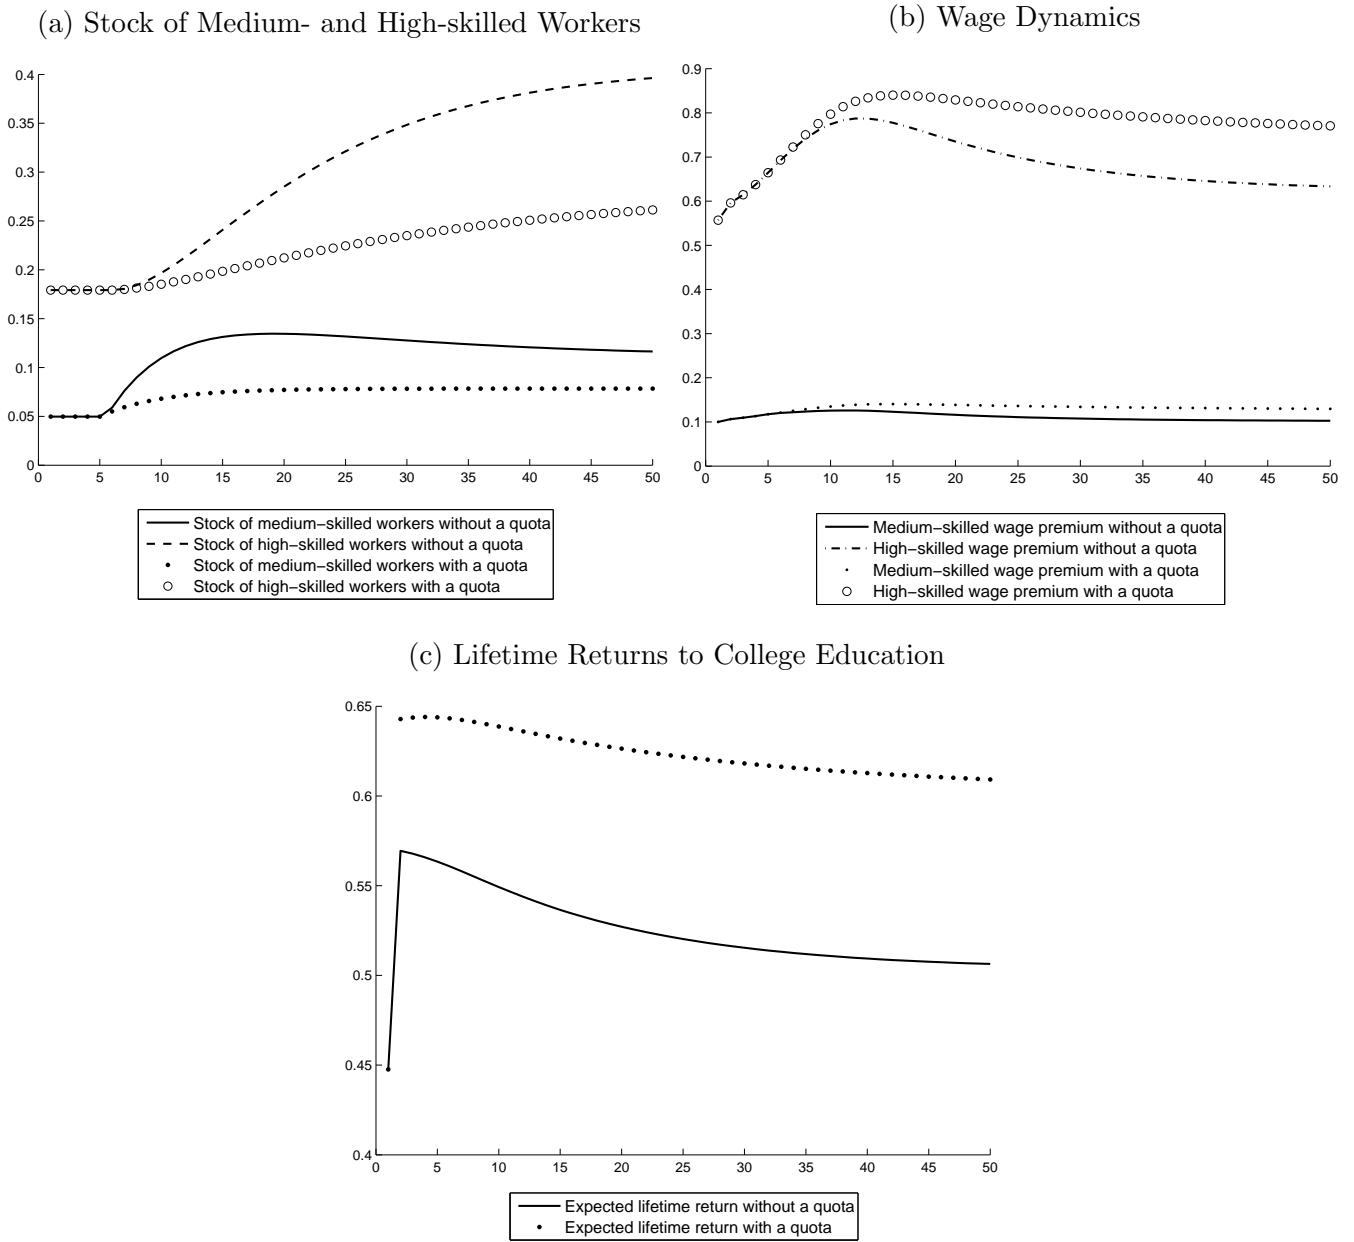 (a) Stock of Medium- and High-skilled Workers
0.4
0.35
0.3
0.25
0.2
0.15
0.1
0.05
0
0 5 10 15 20 25 30 35 40 45 50
Stock of medium−skilled workers without a quota
Stock of high−skilled workers without a quota
Stock of medium−skilled workers with a quota
Stock of high−skilled workers with a quota
(b) Wage Dynamics
0.9
0.8
0.7
0.6
0.5
0.4
0.3
0.2
0.1
0
0 5 10 15 20 25 30 35 40 45 50
Medium−skilled wage premium without a quota
High−skilled wage premium without a quota
Medium−skilled wage premium with a quota
High−skilled wage premium with a quota
(c) Lifetime Returns to College Education
0.65
0.6
0.55
0.5
0.45
0.4
0 5 10 15 20 25 30 35 40 45 50
Expected lifetime return without a quota
Expected lifetime return with a quota